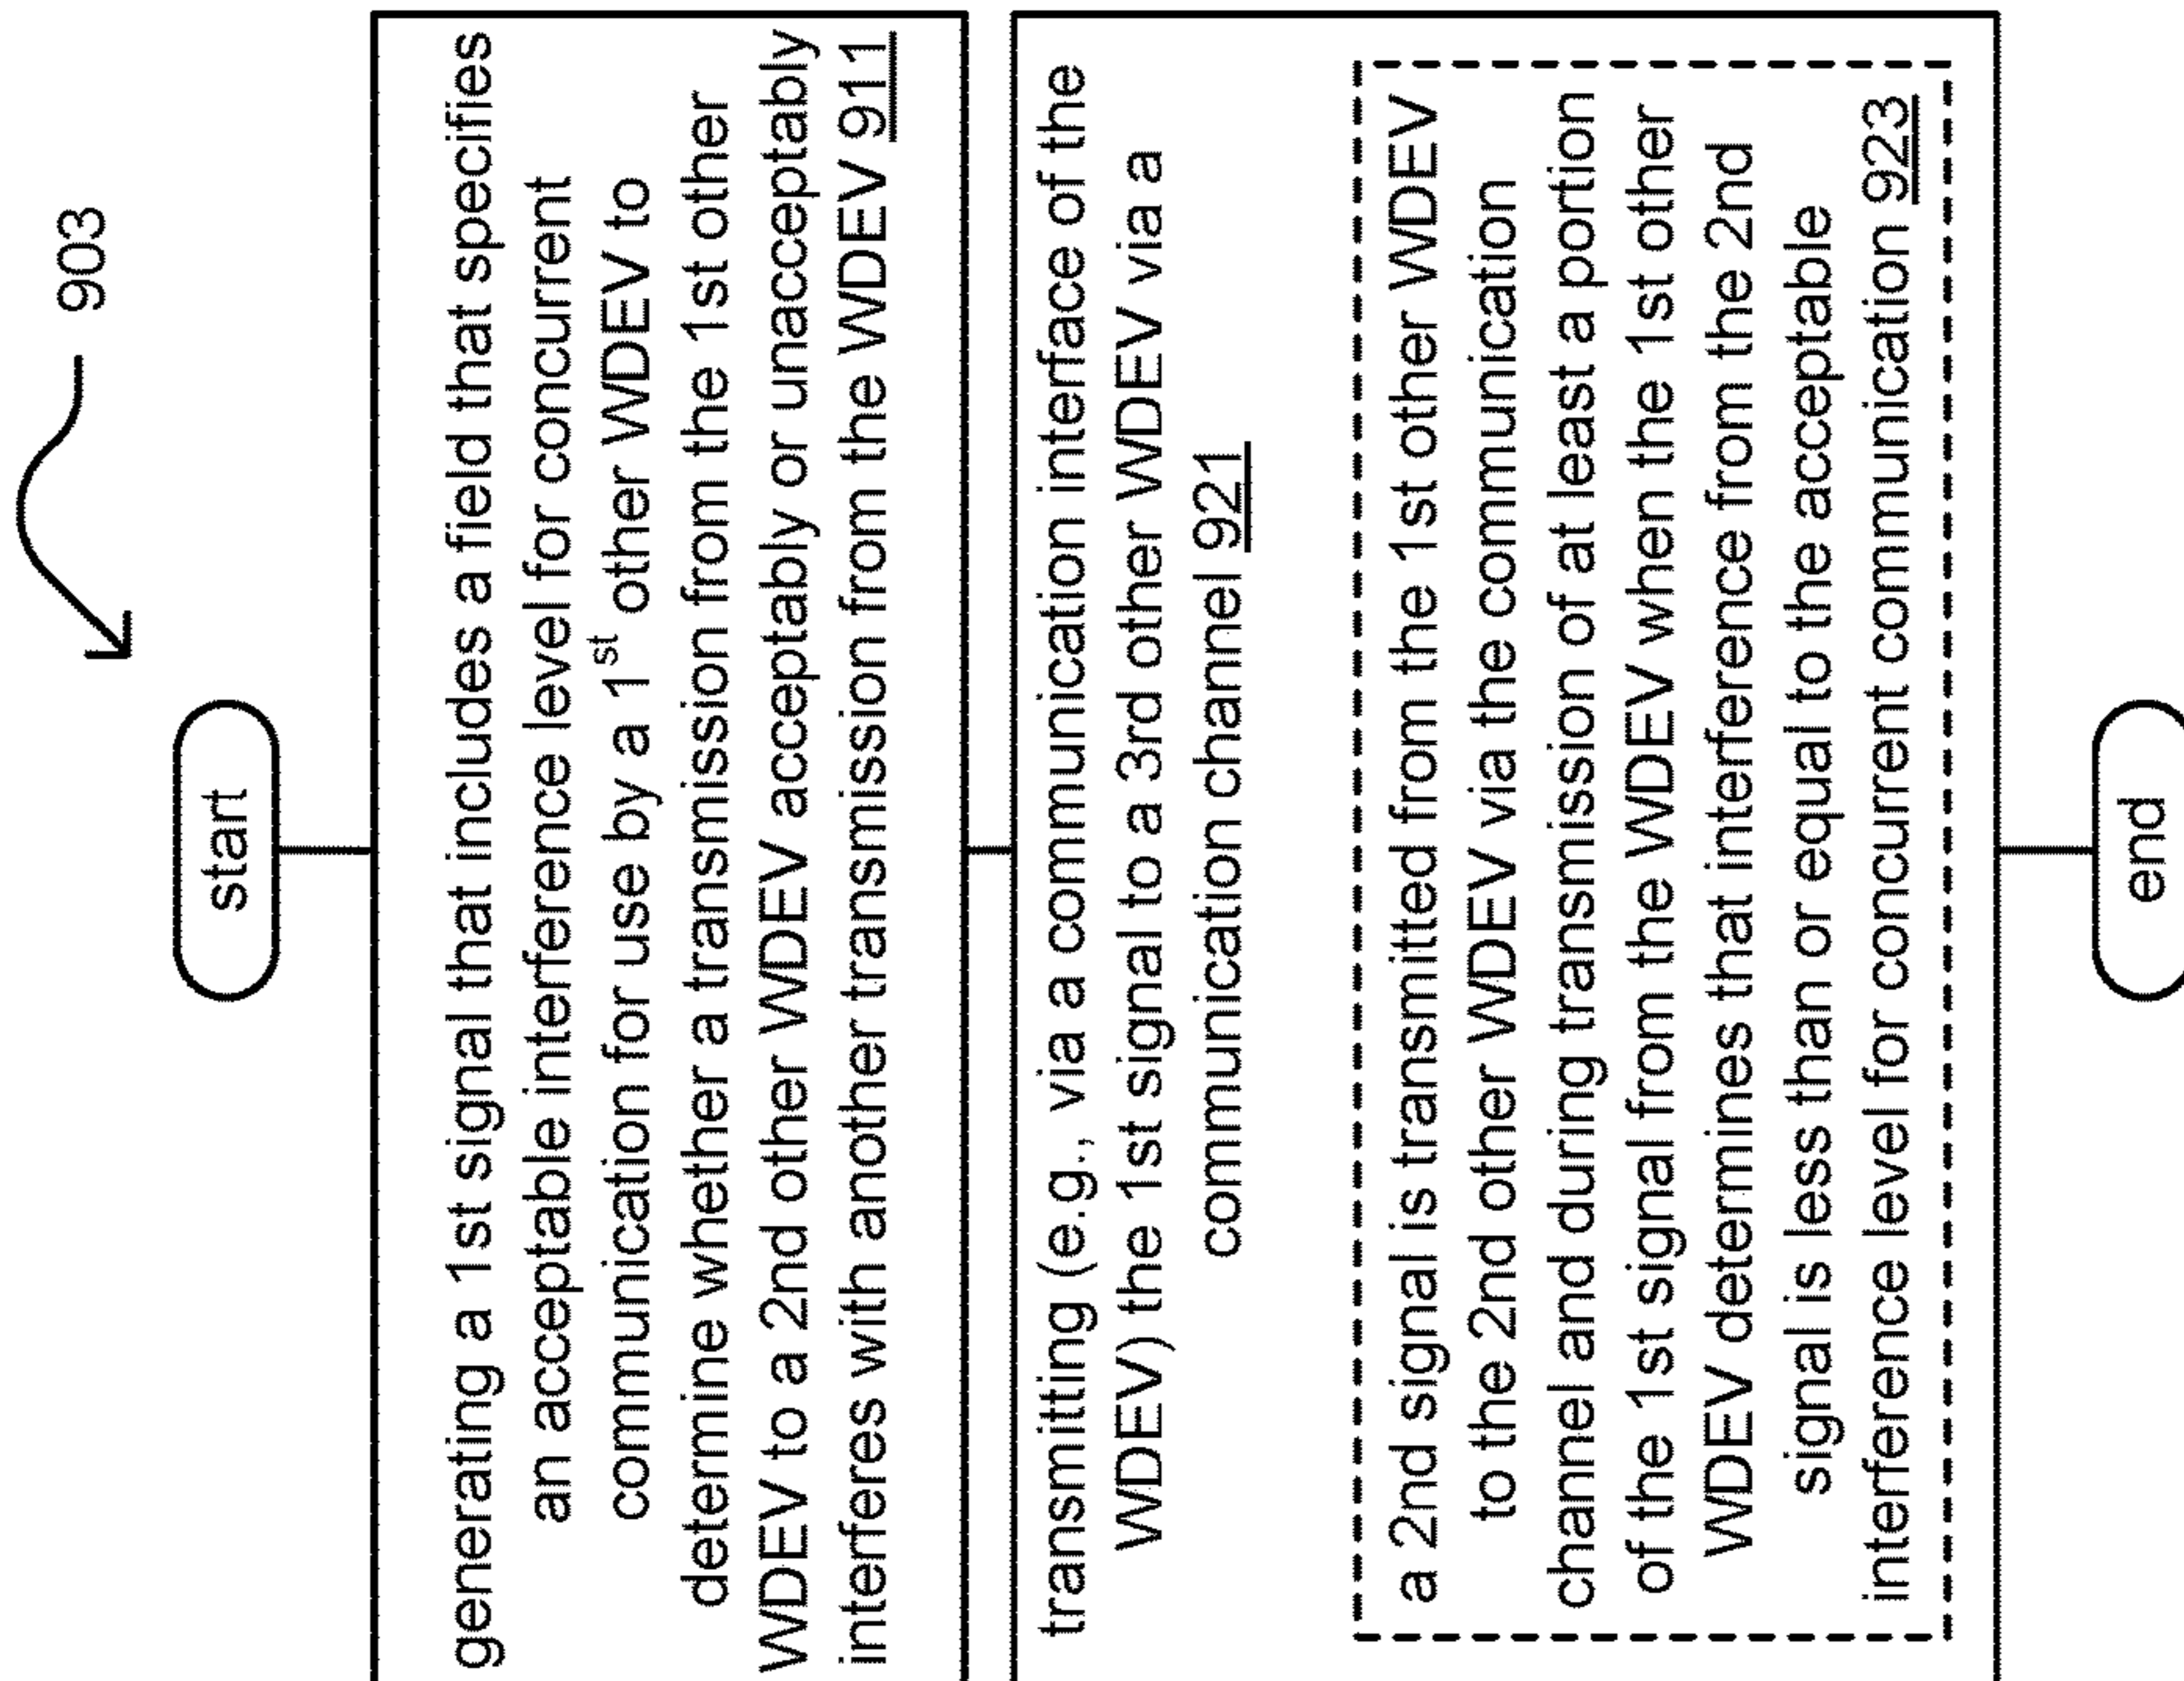 903
start
generating a 1st signal that includes a field that specifies
an acceptable interference level for concurrent
communication for use by a 1st other WDEV to
determine whether a transmission from the 1st other
WDEV to a 2nd other WDEV acceptably or unacceptably
interferes with another transmission from the WDEV 911
transmitting (e.g., via a communication interface of the
WDEV) the 1st signal to a 3rd other WDEV via a
communication channel 921
a 2nd signal is transmitted from the 1st other WDEV
to the 2nd other WDEV via the communication
channel and during transmission of at least a portion
of the 1st signal from the WDEV when the 1st other
WDEV determines that interference from the 2nd
signal is less than or equal to the acceptable
interference level for concurrent communication 923
end